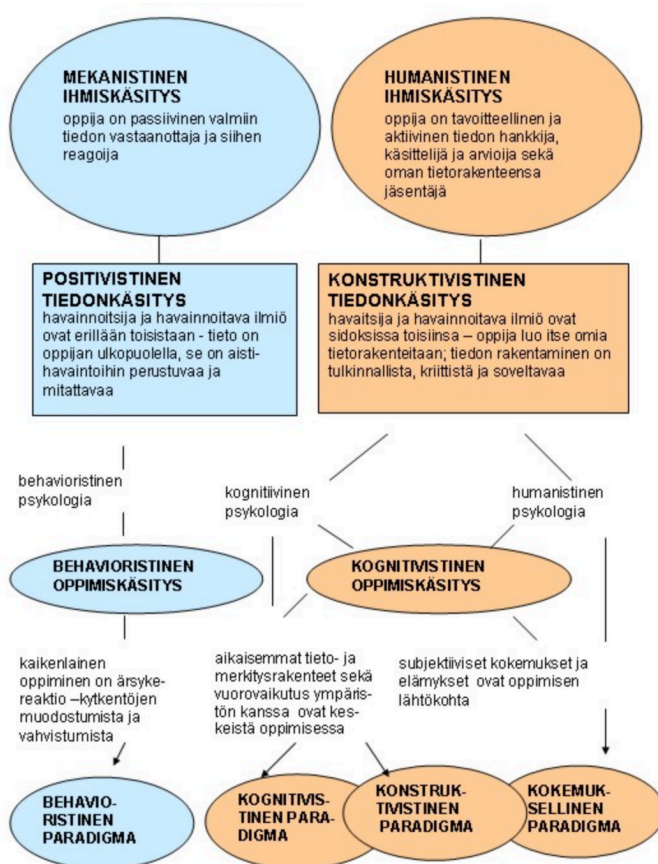 MEKANISTINEN
IHMISKÄSITYS
oppija on passiivinen valmiin
tiedon vastaanottaja ja siihen
reagoija
HUMANISTINEN
IHMISKÄSITYS
oppija on tavoitteellinen ja
aktiivinen tiedon hankkija,
käsittelijä ja arvioija sekä
oman tietorakenteensa
jäsentäjä
POSITIVISTINEN
TIEDONKÄSITYS
havainnoitsija ja havainnoitava ilmiö
ovat erillään toisistaan - tieto on
oppijan ulkopuolella, se on aisti-
havaintoihin perustuvaa ja
mitattavaa
KONSTRUKTIVISTINEN
TIEDONKÄSITYS
havaitsija ja havainnoitava ilmiö ovat
sidoksissa toisiinsa – oppija luo itse omia
tietorakenteitaan; tiedon rakentaminen on
tulkinnallista, kriittistä ja soveltavaa
behavioristinen
psykologia
kognitiivinen
psykologia
humanistinen
psykologia
BEHAVIORISTINEN
OPPIMISKÄSITYS
KOGNITIVISTINEN
OPPIMISKÄSITYS
kaikenlainen
oppiminen on ärsyke-
reaktio –kytkentöjen
muodostumista ja
vahvistumista
aikaisemmat tieto- ja
merkitysrakenteet sekä
vuorovaikutus ympäris-
tön kanssa ovat kes-
keistä oppimisessa
subjektiiviset kokemukset ja
elämykset ovat oppimisen
lähtökohta
BEHAVIO-
RISTINEN
PARADIGMA
KOGNITIVIS-
TINEN PARA-
DIGMA
KONSTRUK-
TIVISTINEN
PARADIGMA
KOKEMUK-
SELLINEN
PARADIGMA